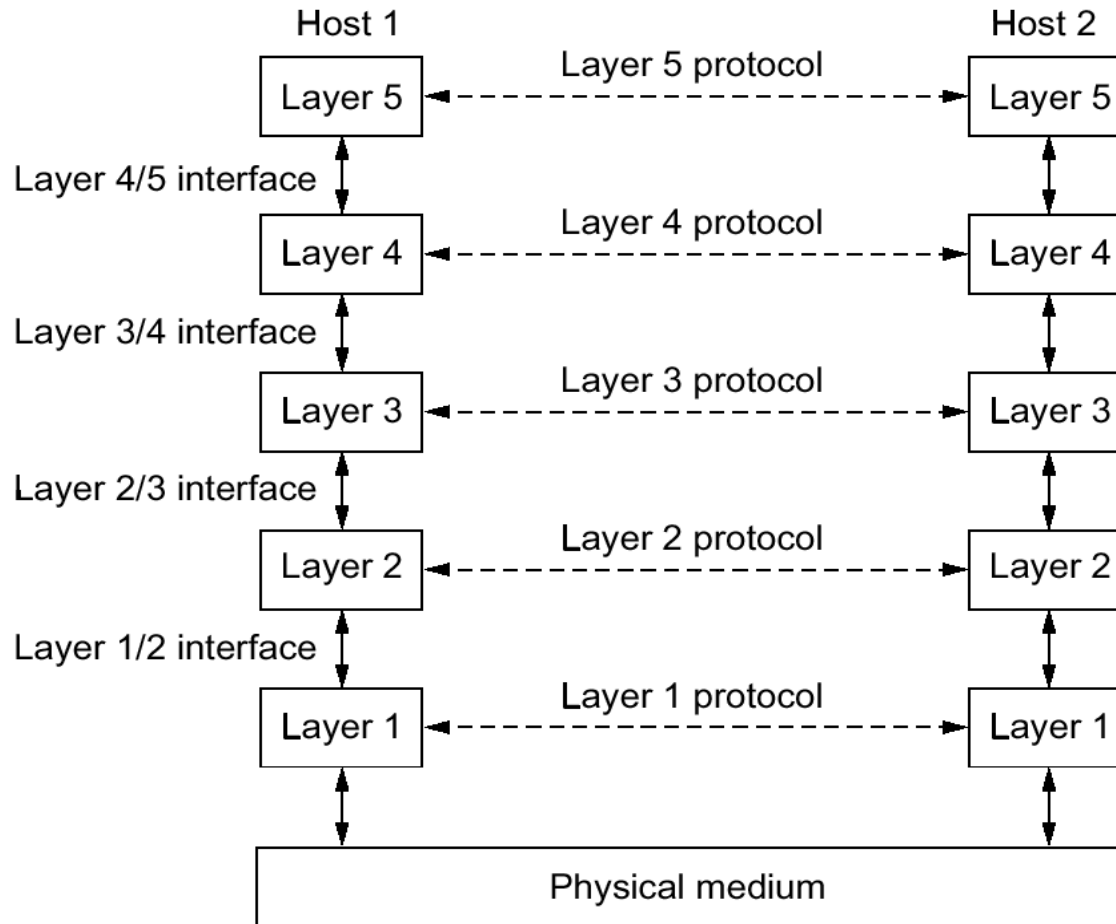 Host 1
Host 2
Layer 5
Layer 5 protocol
Layer 5
Layer 4/5 interface
Layer 4
Layer 4 protocol
Layer 4
Layer 3/4 interface
Layer 3
Layer 3 protocol
Layer 3
Layer 2/3 interface
Layer 2
Layer 2 protocol
Layer 2
Layer 1/2 interface
Layer 1
Layer 1 protocol
Layer 1
Physical medium